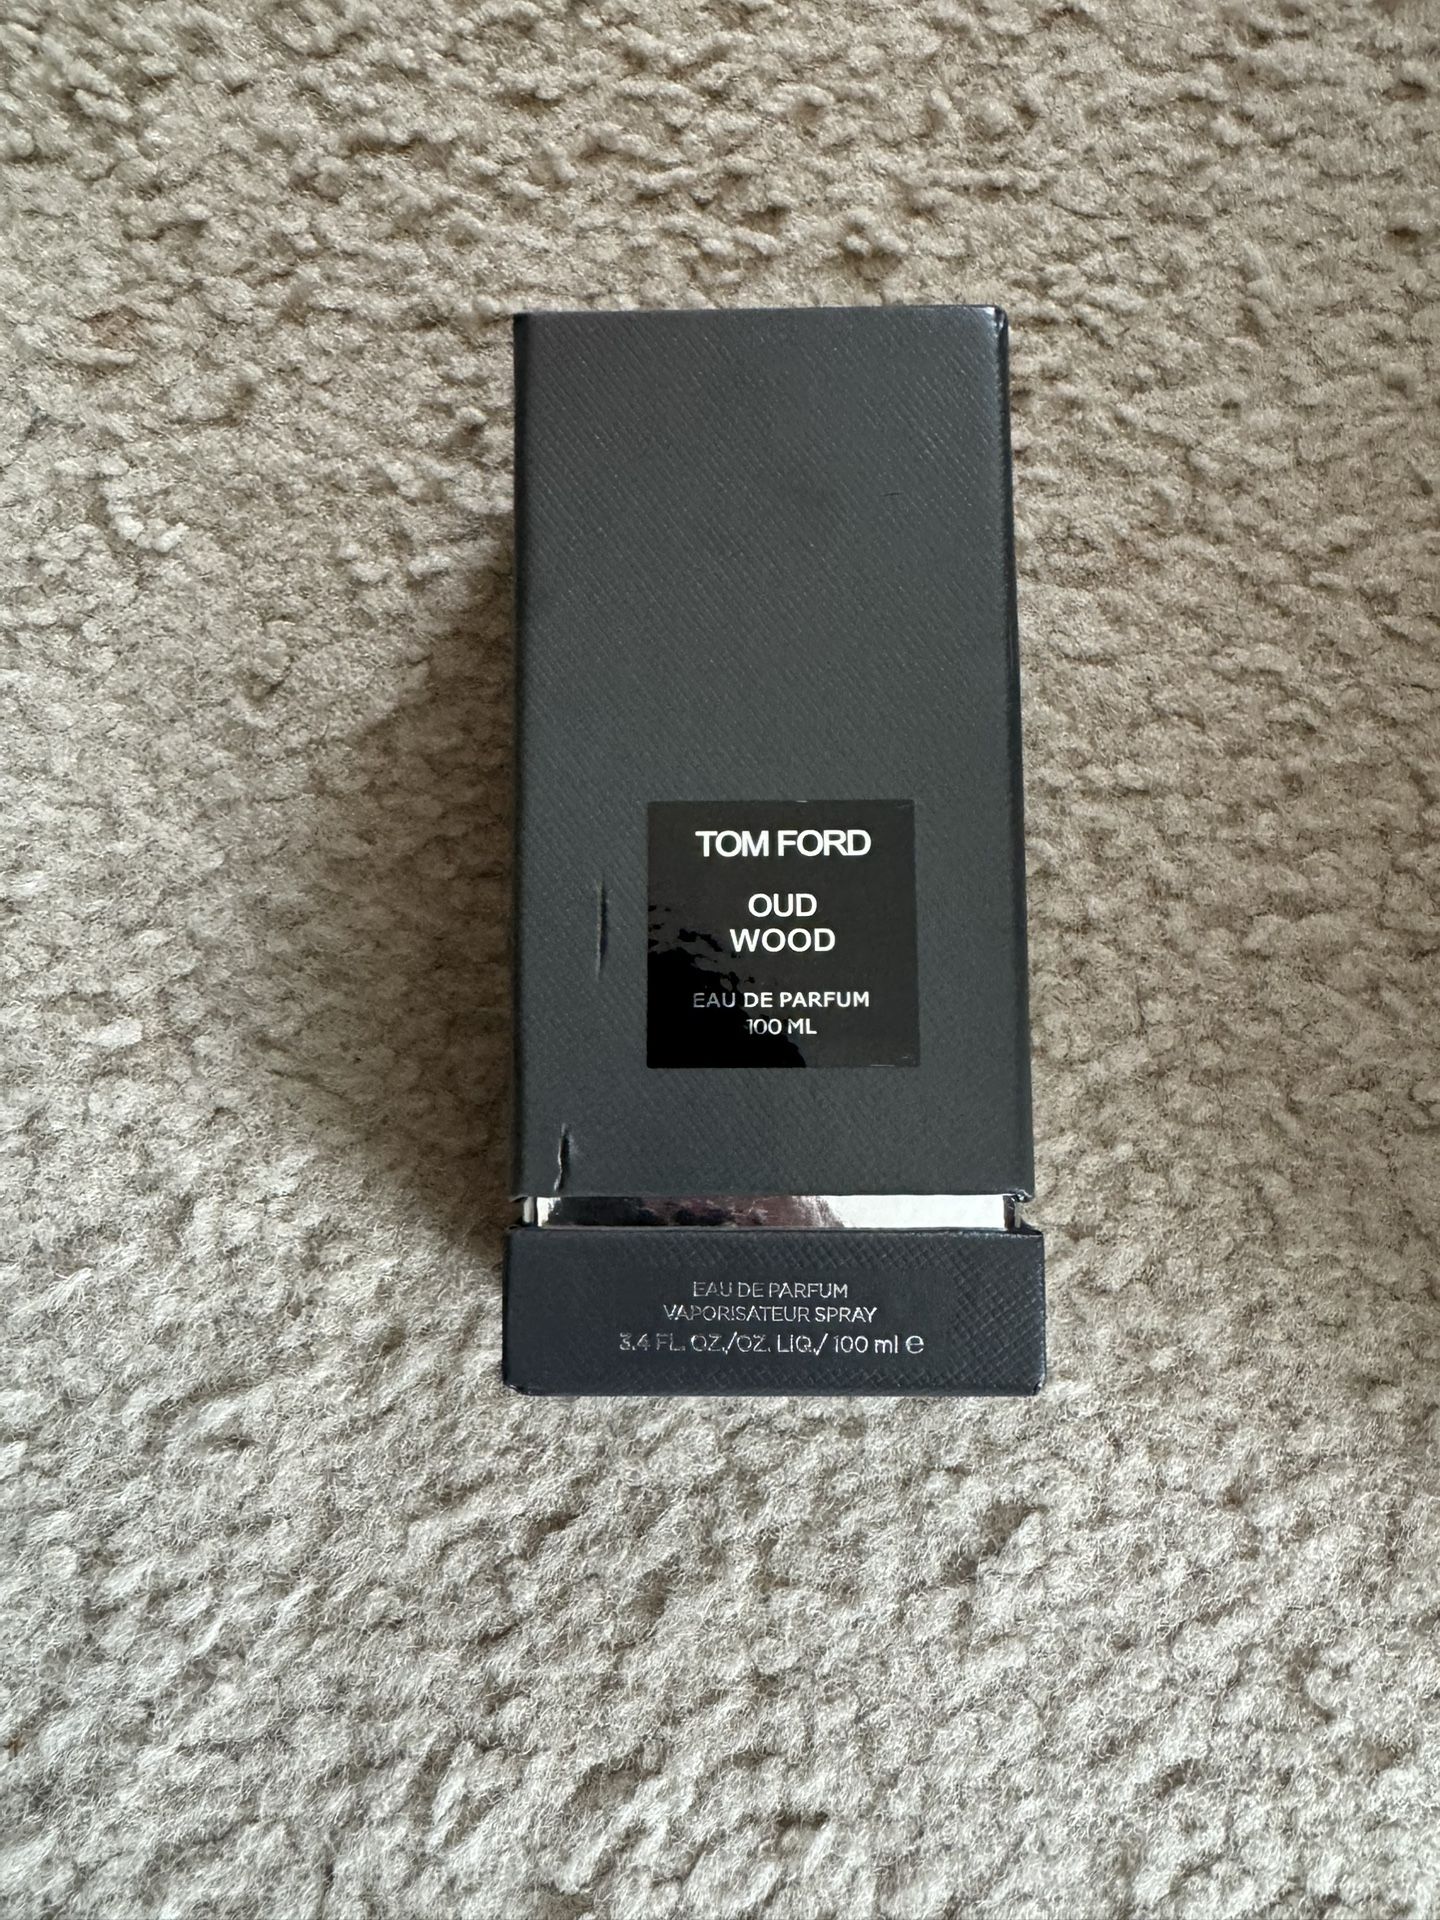 TOM FORD
OUD
WOOD
EAU DE PARFUM
100 ML
EAU DE PARFUM
VAPORISATEUR SPRAY
3.4 FL. OZ./OZ. LIQ./ 100 ml ℮